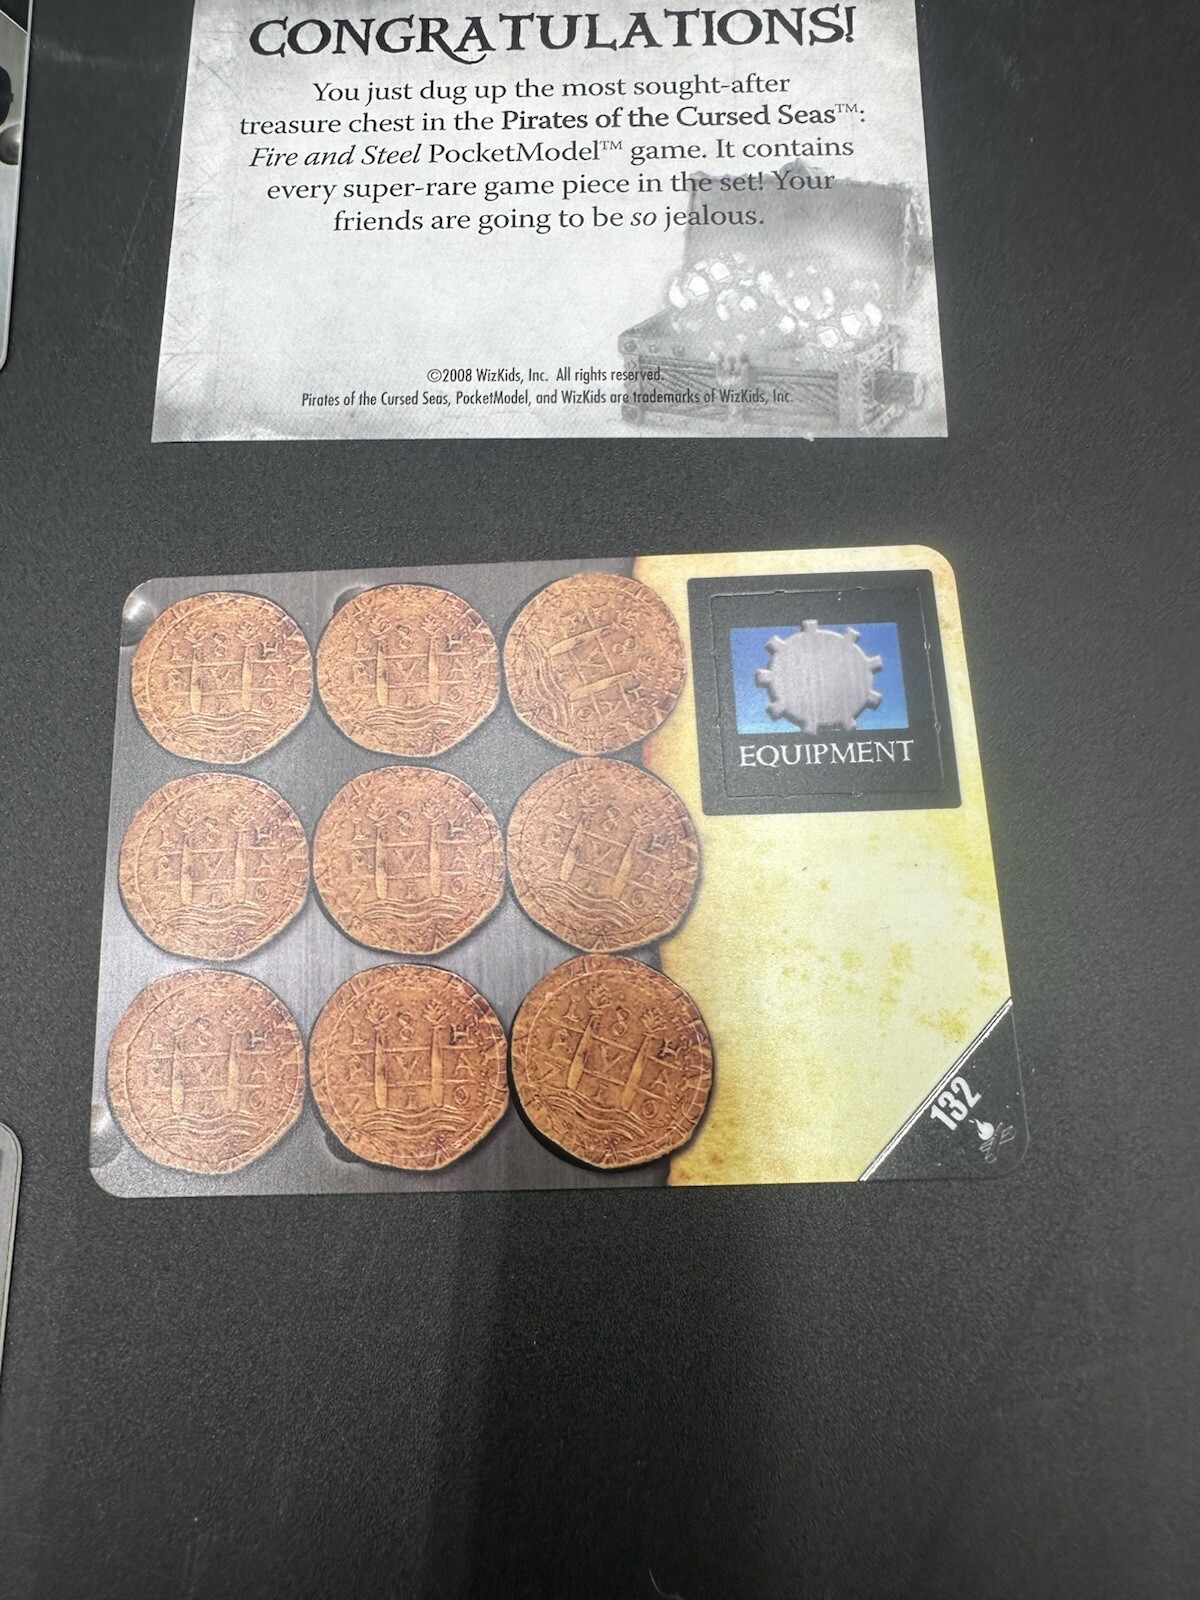 CONGRATULATIONS!
You just dug up the most sought-after
treasure chest in the Pirates of the Cursed Seas™:
Fire and Steel PocketModel™ game. It contains
every super-rare game piece in the set! Your
friends are going to be so jealous.
©2008 WizKids, Inc. All rights reserved.
Pirates of the Cursed Seas, PocketModel, and WizKids are trademarks of WizKids, Inc.
EQUIPMENT
132